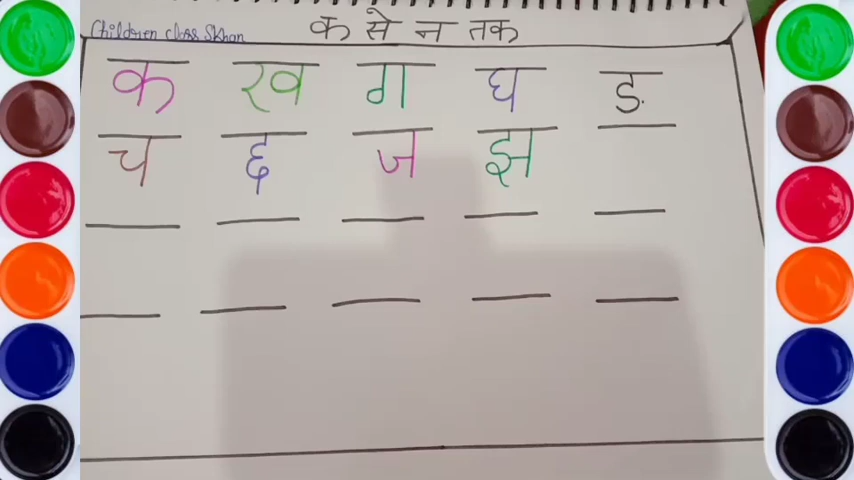 Children class Skhan
क से न तक
क ख ग घ ङ
च छ ज झ